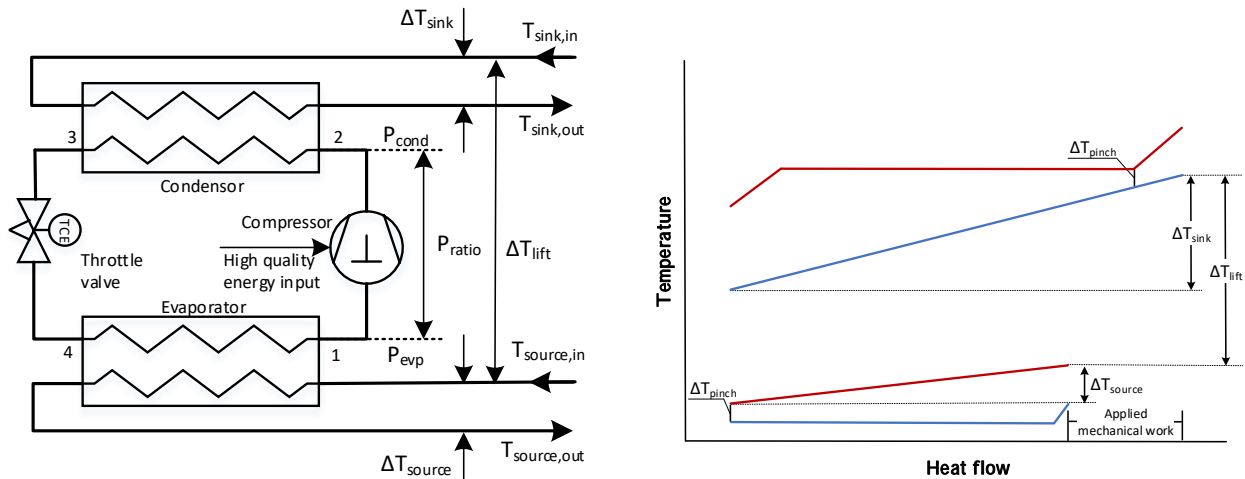 ΔTsink
Tsink,in
Tsink,out
3
2
Pcond
Condensor
Compressor
TCE
Pratio
ΔTlift
High quality
energy input
Throttle
valve
Evaporator
4
1
Pevp
Tsource,in
Tsource,out
ΔTsource
Temperature
ΔTpinch
ΔTsink
ΔTlift
ΔTpinch
ΔTsource
Applied
mechanical work
Heat flow